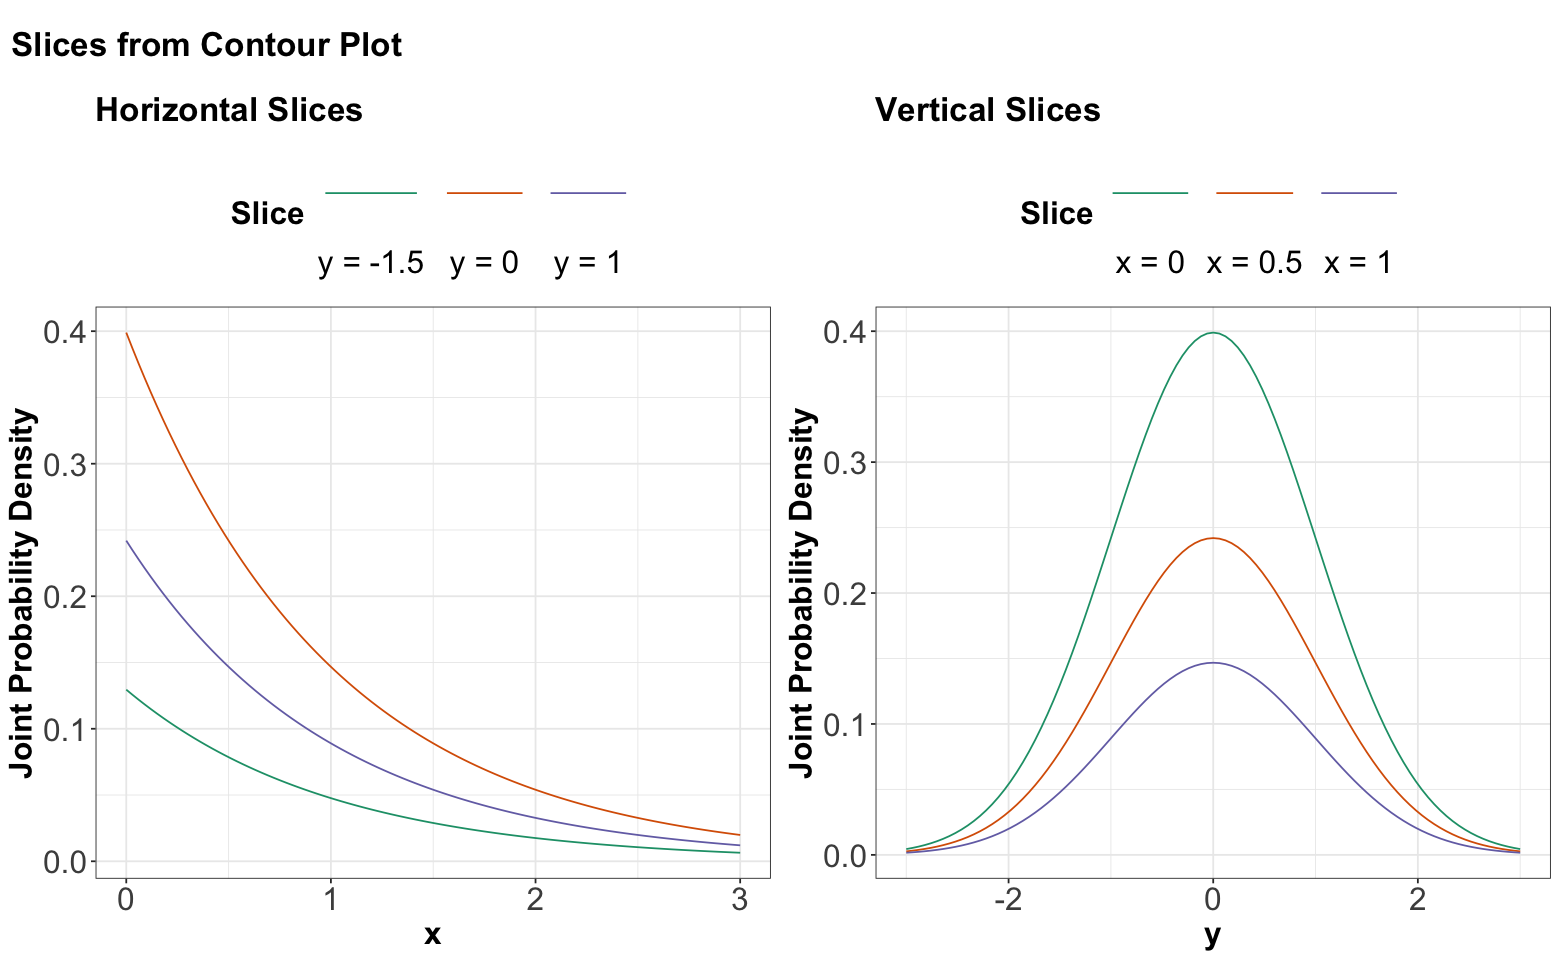 Slices from Contour Plot
Horizontal Slices
Slice
y = -1.5 y = 0 y = 1
Joint Probability Density
0.4
0.3
0.2
0.1
0.0
0 1 2 3
x
Vertical Slices
Slice
x = 0 x = 0.5 x = 1
Joint Probability Density
0.4
0.3
0.2
0.1
0.0
-2 0 2
y